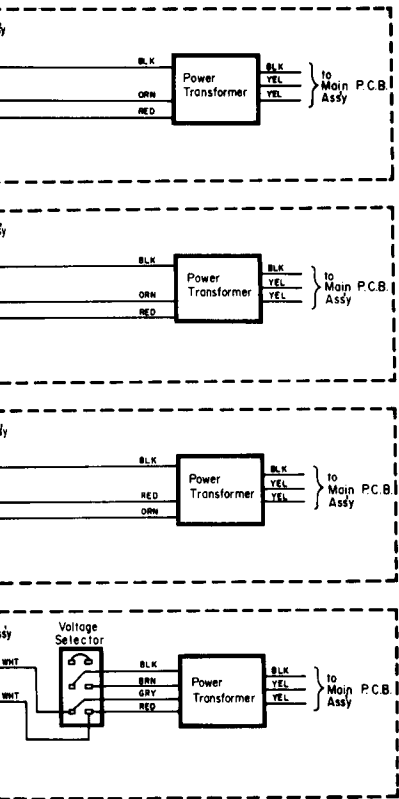 BLK
ORN
RED
Power
Transformer
BLK
YEL
YEL
to
Main P.C.B.
Ass'y
BLK
ORN
RED
Power
Transformer
BLK
YEL
YEL
to
Main P.C.B.
Ass'y
BLK
RED
ORN
Power
Transformer
BLK
YEL
YEL
to
Main P.C.B.
Ass'y
Voltage
Selector
WHT
WHT
BLK
BRN
GRY
RED
Power
Transformer
BLK
YEL
YEL
to
Main P.C.B.
Ass'y